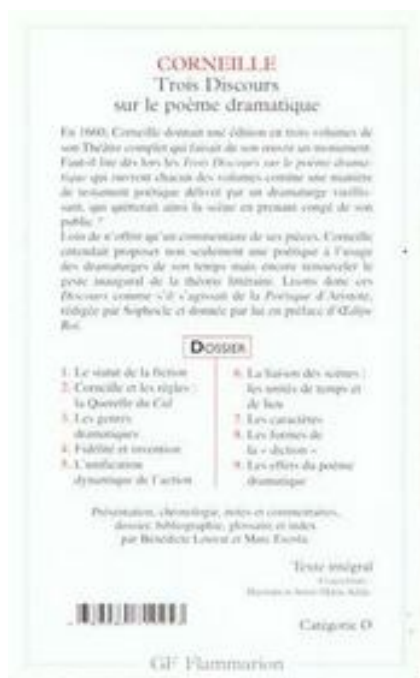 CORNEILLE
Trois Discours
sur le poème dramatique
En 1660, Corneille donnait une édition en trois volumes de
son Théâtre complet qui faisait de son œuvre un monument.
Faut-il lire dès lors les Trois Discours sur le poème drama-
tique qui ouvrent chacun des volumes comme une manière
de testament poétique délivré par un dramaturge vieillis-
sant, qui quitterait ainsi la scène en prenant congé de son
public ?
Loin de n'offrir qu'un commentaire de ses pièces, Corneille
entendait proposer non seulement une poétique à l'usage
des dramaturges de son temps mais encore renouveler le
geste inaugural de la théorie littéraire. Lisons donc ces
Discours comme s'il s'agissait de la Poétique d'Aristote,
rédigée par Sophocle et donnée par lui en préface d'Œdipe
Roi.
DOSSIER
1. Le statut de la fiction
2. Corneille et les règles :
la Querelle du Cid
3. Les genres
dramatiques
4. Fidélité et invention
5. L'unification
dynamique de l'action
6. La liaison des scènes :
les unités de temps et
de lieu
7. Les caractères
8. Les formes de
la « diction »
9. Les effets du poème
dramatique
Présentation, chronologie, notes et commentaires,
dossier, bibliographie, glossaire et index
par Bénédicte Louvat et Marc Escola
Texte intégral
Catégorie O
GF Flammarion